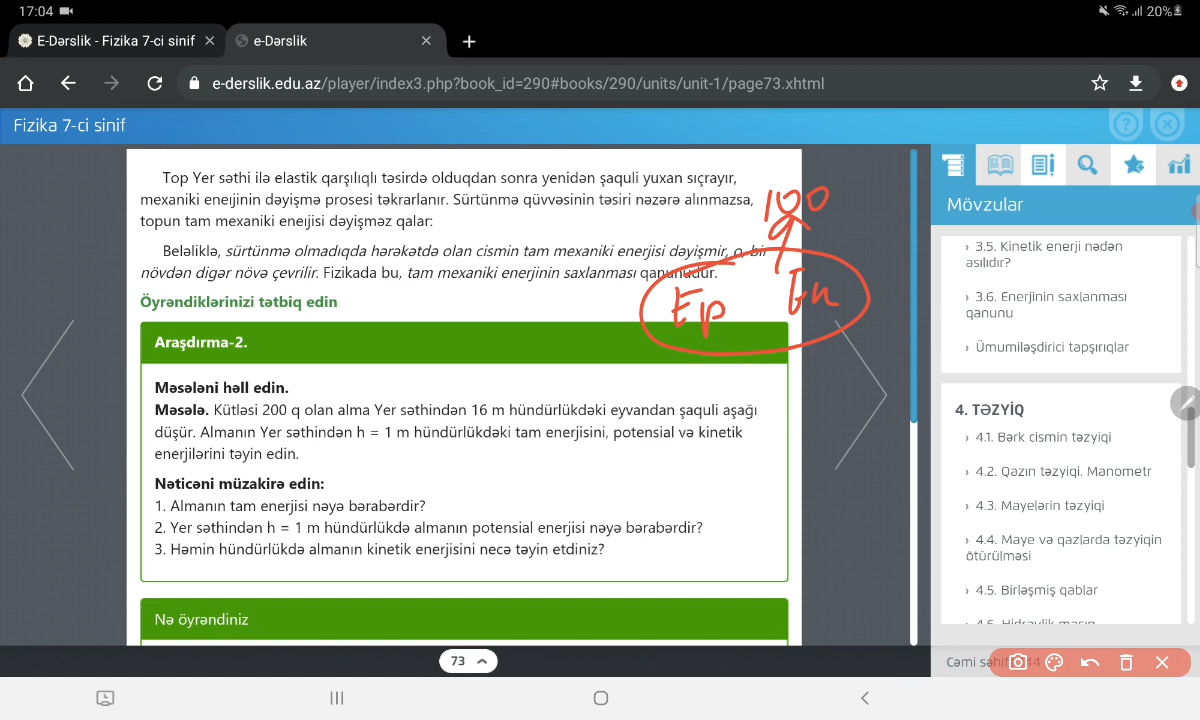 17:04 20%
E-Dərslik - Fizika 7-ci sinif e-Dərslik
e-derslik.edu.az/player/index3.php?book_id=290#books/290/units/unit-1/page73.xhtml
Fizika 7-ci sinif
Top Yer səthi ilə elastik qarşılıqlı təsirdə olduqdan sonra yenidən şaquli yuxarı sıçrayır,
mexaniki enerjinin dəyişmə prosesi təkrarlanır. Sürtünmə qüvvəsinin təsiri nəzərə alınmazsa,
topun tam mexaniki enerjisi dəyişməz qalar:
Beləliklə, sürtünmə olmadıqda hərəkətdə olan cismin tam mexaniki enerjisi dəyişmir, o, bir
növdən digər növə çevrilir. Fizikada bu, tam mexaniki enerjinin saxlanması qanunudur.
100
Ep
Öyrəndiklərinizi tətbiq edin
Araşdırma-2.
Məsələni həll edin.
Məsələ. Kütləsi 200 q olan alma Yer səthindən 16 m hündürlükdəki eyvandan şaquli aşağı
düşür. Almanın Yer səthindən h = 1 m hündürlükdəki tam enerjisini, potensial və kinetik
enerjilərini təyin edin.
Nəticəni müzakirə edin:
1. Almanın tam enerjisi nəyə bərabərdir?
2. Yer səthindən h = 1 m hündürlükdə almanın potensial enerjisi nəyə bərabərdir?
3. Həmin hündürlükdə almanın kinetik enerjisini necə təyin etdiniz?
Nə öyrəndiniz
73
Mövzular
› 3.5. Kinetik enerji nədən
asılıdır?
› 3.6. Enerjinin saxlanması
qanunu
› Ümumiləşdirici tapşırıqlar
4. TƏZYİQ
› 4.1. Bərk cismin təzyiqi
› 4.2. Qazın təzyiqi. Manometr
› 4.3. Mayelərin təzyiqi
› 4.4. Maye və qazlarda təzyiqin
ötürülməsi
› 4.5. Birləşmiş qablar
› 4.6. Hidravlik maşın
Cəmi